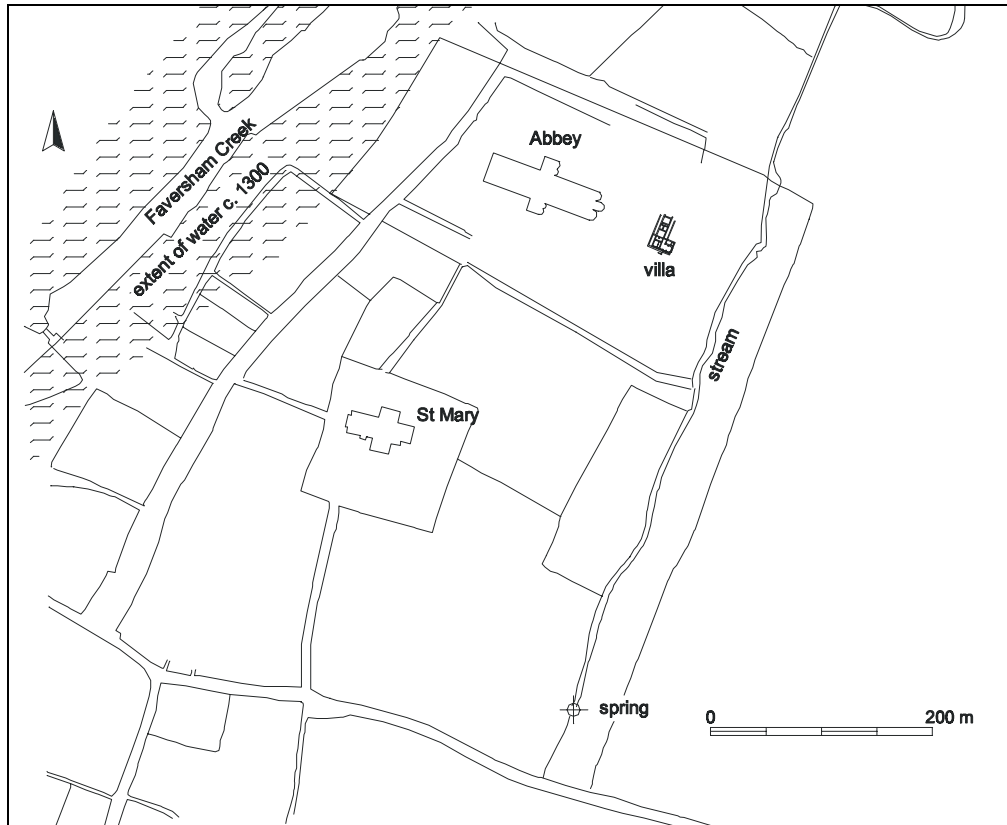 Abbey
Faversham Creek
extent of water c. 1300
villa
stream
St Mary
spring
0 200 m